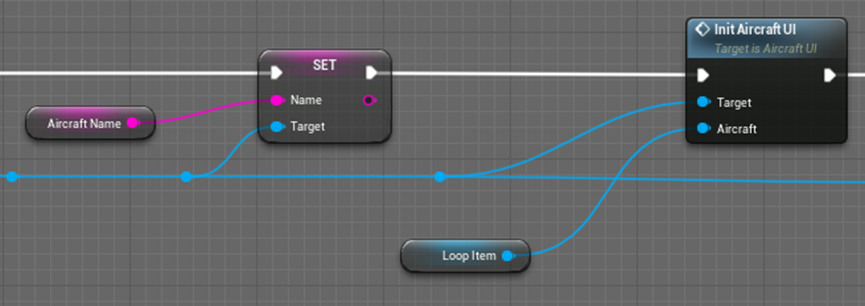 Init Aircraft UI
Target is Aircraft UI
SET
Name
Target
Aircraft Name
Target
Aircraft
Loop Item